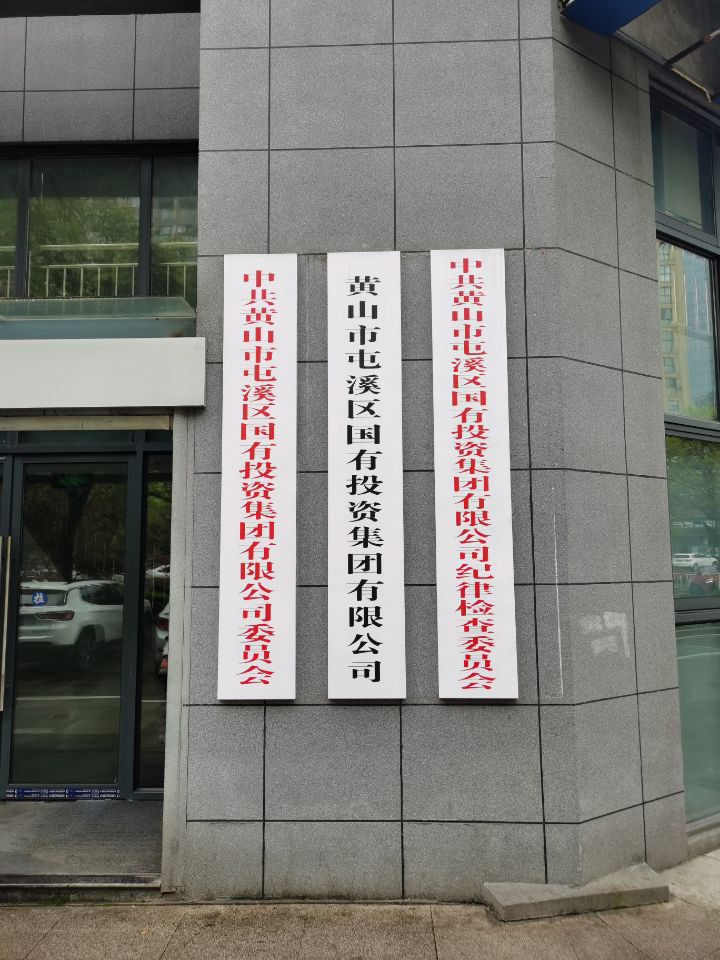 中共黄山市屯溪区国有投资集团有限公司委员会
黄山市屯溪区国有投资集团有限公司
中共黄山市屯溪区国有投资集团有限公司纪律检查委员会
拉